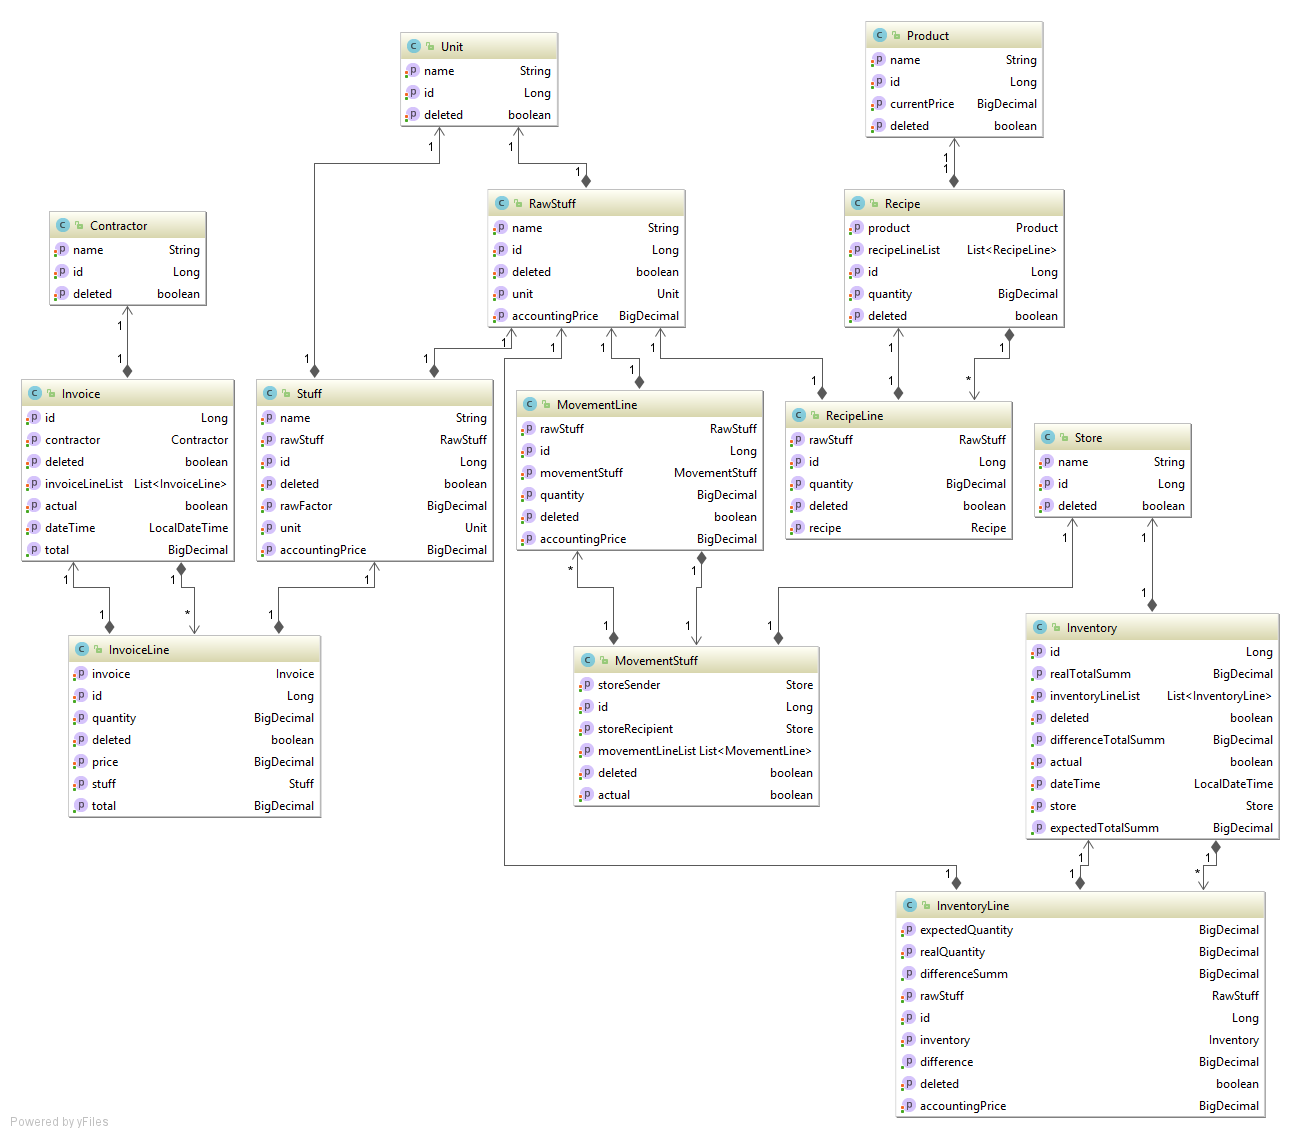 C Unit
p name String
p id Long
p deleted boolean
1 1
C Product
p name String
p id Long
p currentPrice BigDecimal
p deleted boolean
1
1
C Contractor
p name String
p id Long
p deleted boolean
1
1
1
C RawStuff
p name String
p id Long
p deleted boolean
p unit Unit
p accountingPrice BigDecimal
1 1 1 1
C Recipe
p product Product
p recipeLineList List<RecipeLine>
p id Long
p quantity BigDecimal
p deleted boolean
1 1
1 *
C Invoice
p id Long
p contractor Contractor
p deleted boolean
p invoiceLineList List<InvoiceLine>
p actual boolean
p dateTime LocalDateTime
p total BigDecimal
1 1
1 *
1 1
C Stuff
p name String
p rawStuff RawStuff
p id Long
p deleted boolean
p rawFactor BigDecimal
p unit Unit
p accountingPrice BigDecimal
1
1
1
C MovementLine
p rawStuff RawStuff
p id Long
p movementStuff MovementStuff
p quantity BigDecimal
p deleted boolean
p accountingPrice BigDecimal
* 1
1 1 1
1
C RecipeLine
p rawStuff RawStuff
p id Long
p quantity BigDecimal
p deleted boolean
p recipe Recipe
C Store
p name String
p id Long
p deleted boolean
1 1
1
C InvoiceLine
p invoice Invoice
p id Long
p quantity BigDecimal
p deleted boolean
p price BigDecimal
p stuff Stuff
p total BigDecimal
C MovementStuff
p storeSender Store
p id Long
p storeRecipient Store
p movementLineList List<MovementLine>
p deleted boolean
p actual boolean
C Inventory
p id Long
p realTotalSumm BigDecimal
p inventoryLineList List<InventoryLine>
p deleted boolean
p differenceTotalSumm BigDecimal
p actual boolean
p dateTime LocalDateTime
p store Store
p expectedTotalSumm BigDecimal
1 1
1 1 *
C InventoryLine
p expectedQuantity BigDecimal
p realQuantity BigDecimal
p differenceSumm BigDecimal
p rawStuff RawStuff
p id Long
p inventory Inventory
p difference BigDecimal
p deleted boolean
p accountingPrice BigDecimal
Powered by yFiles